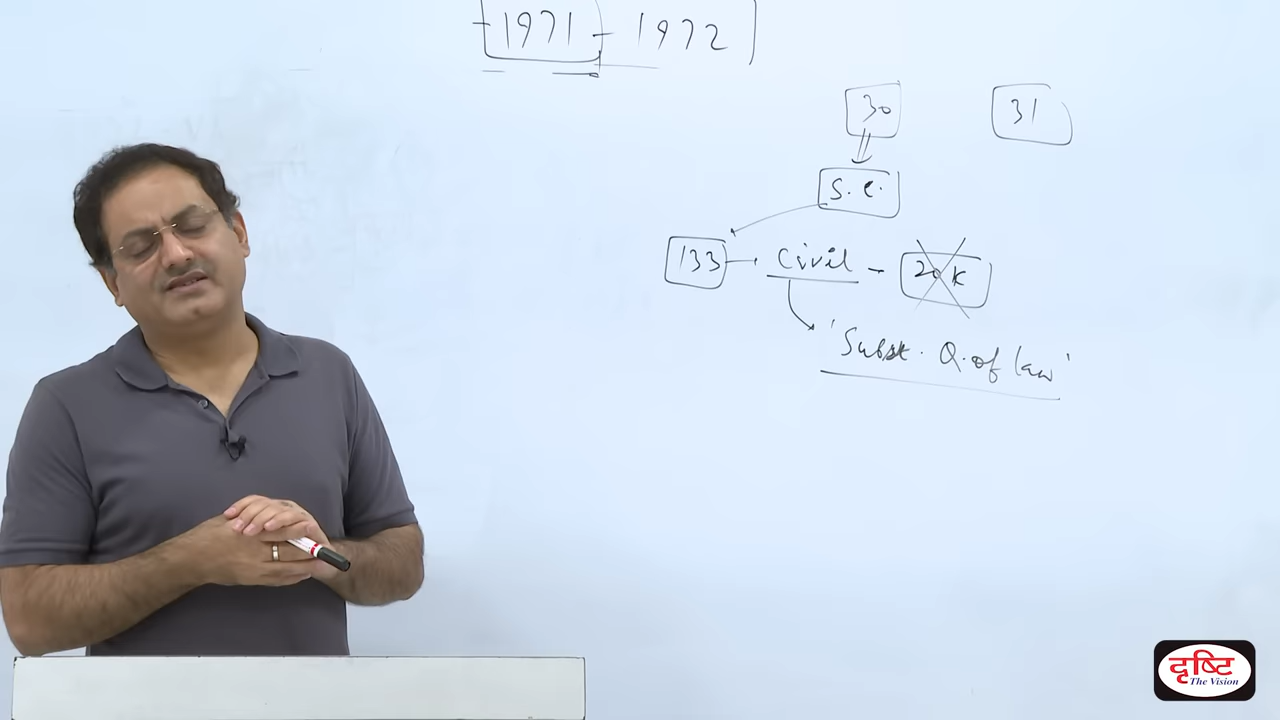 -1971 - 1972
30 31
S.C.
133 → Civil - 20K
'Subst. Q. of law'
दृष्टि
The Vision